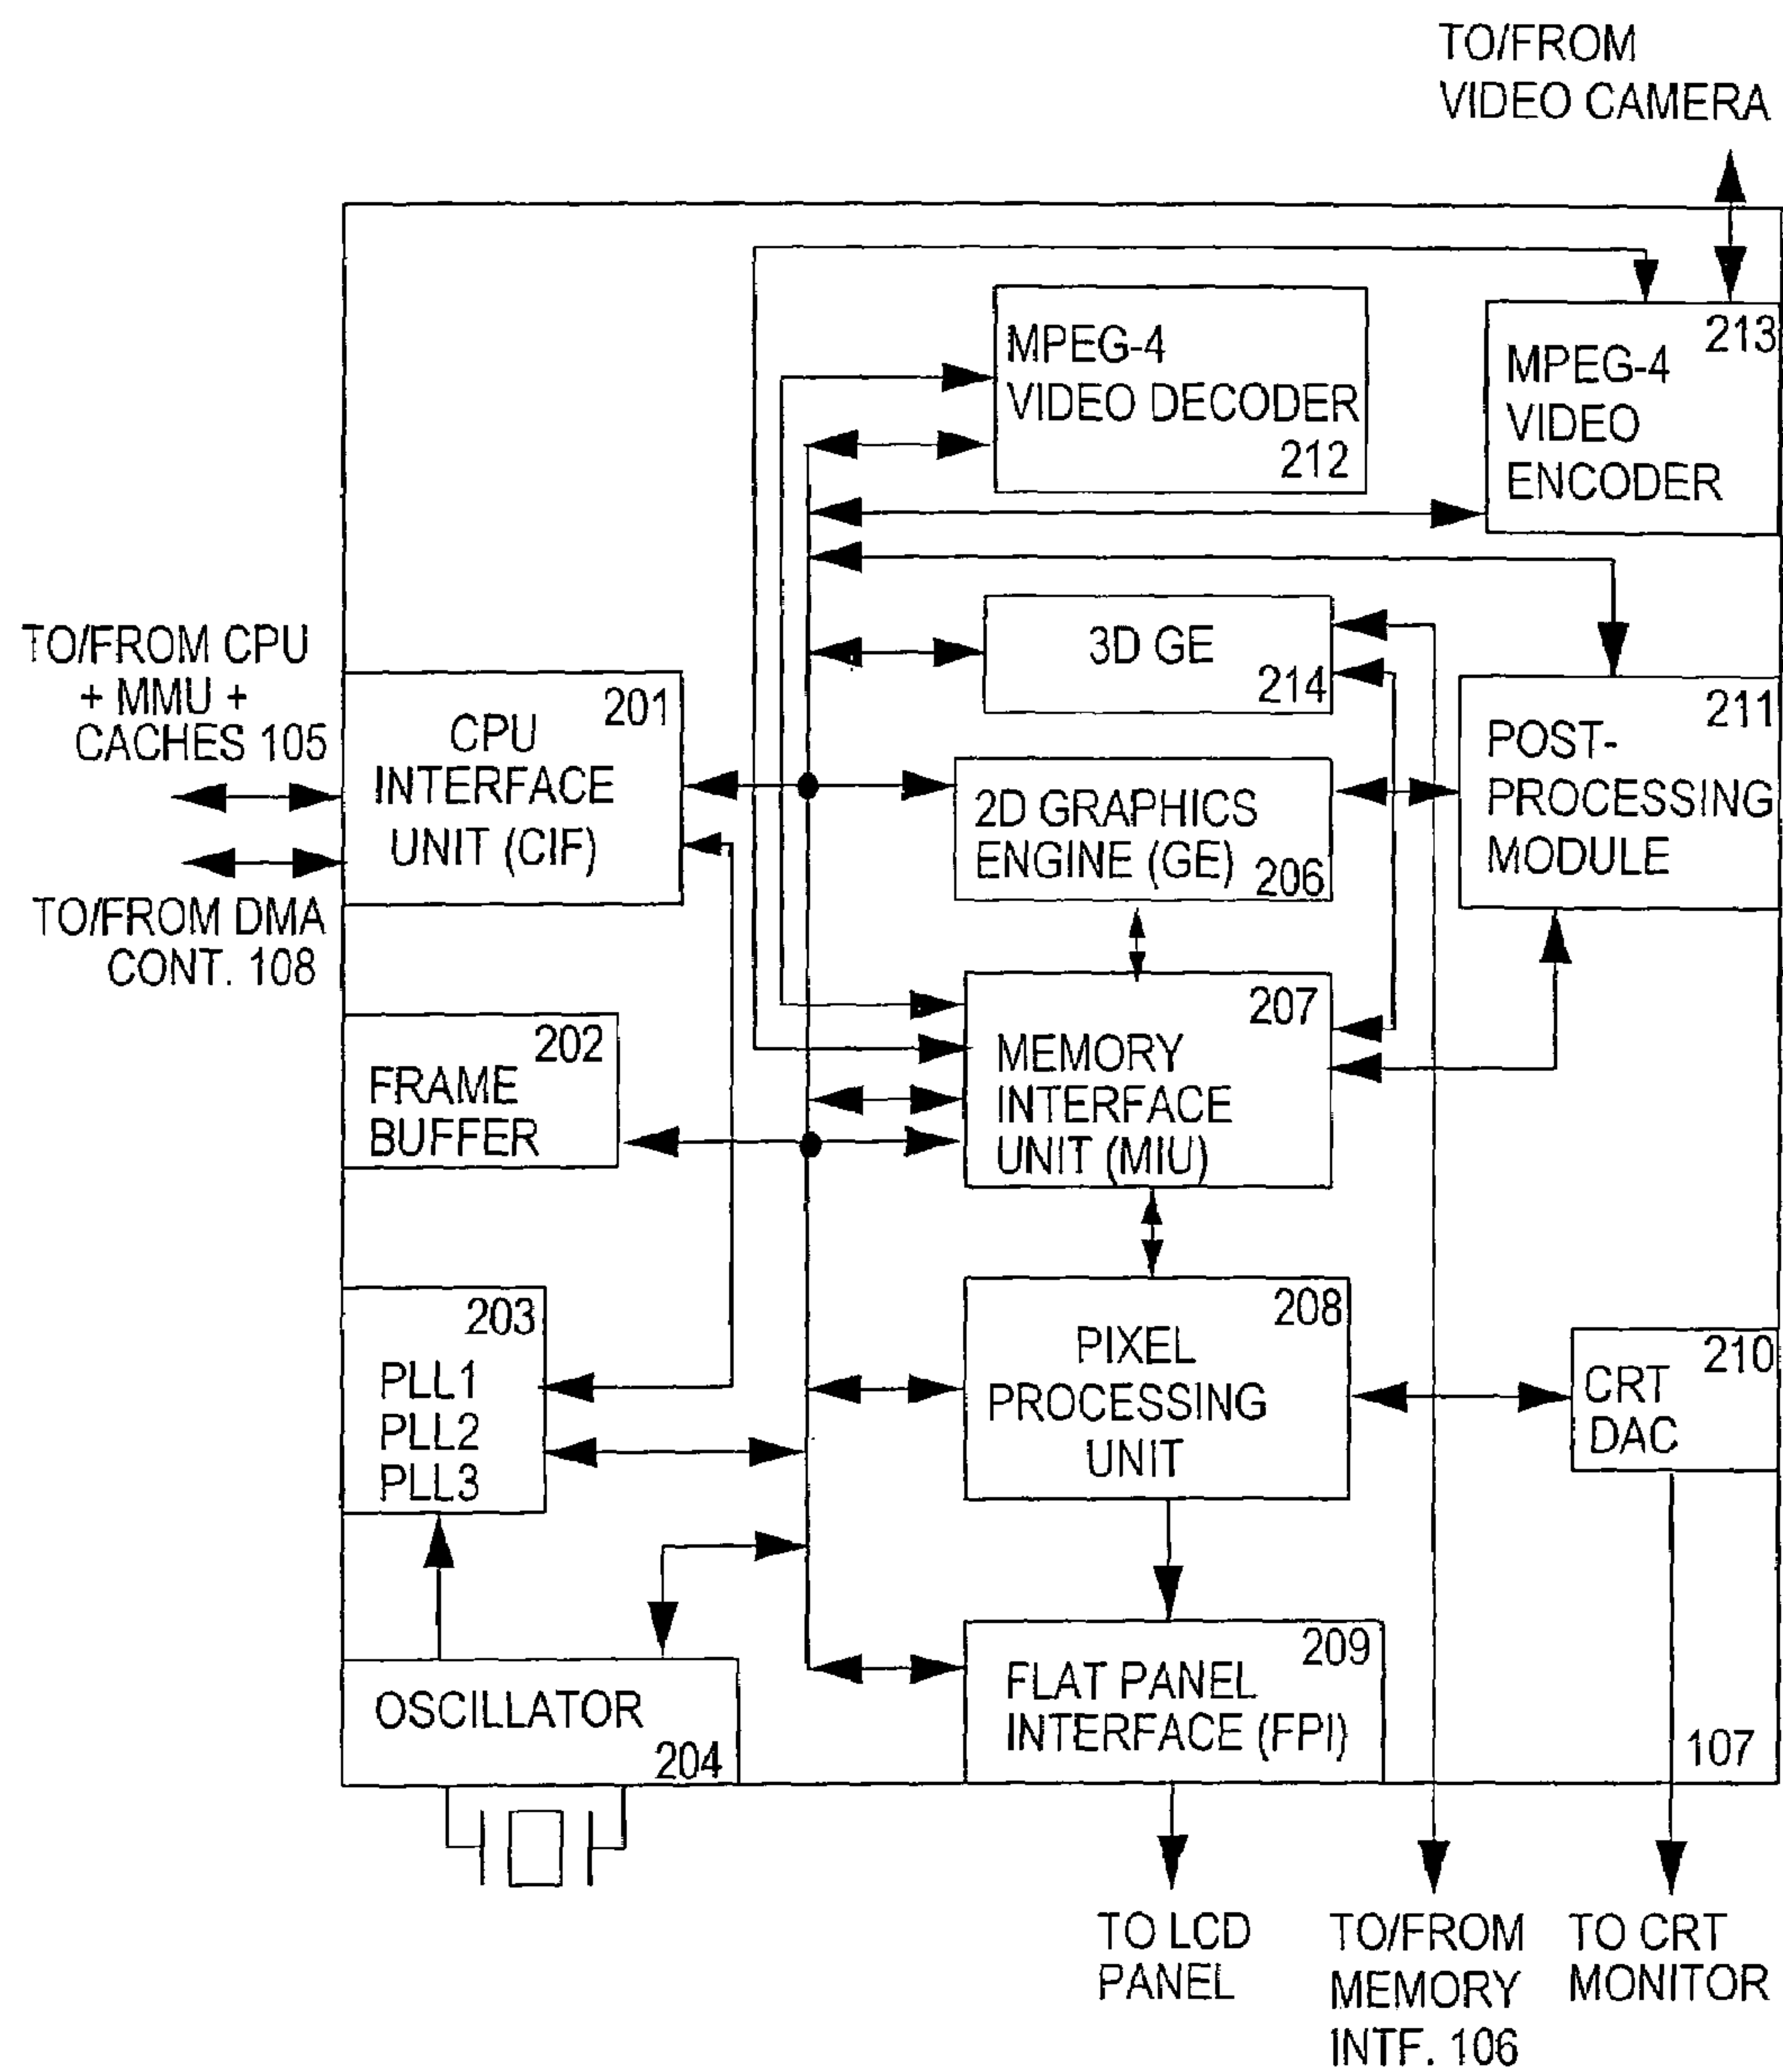 TO/FROM
VIDEO CAMERA
213
MPEG-4
VIDEO
ENCODER
MPEG-4
VIDEO DECODER
212
3D GE
214
TO/FROM CPU
+ MMU +
CACHES 105
201
CPU
INTERFACE
UNIT (CIF)
TO/FROM DMA
CONT. 108
2D GRAPHICS
ENGINE (GE)
206
211
POST-
PROCESSING
MODULE
202
FRAME
BUFFER
207
MEMORY
INTERFACE
UNIT (MIU)
203
PLL1
PLL2
PLL3
208
PIXEL
PROCESSING
UNIT
210
CRT
DAC
OSCILLATOR
204
209
FLAT PANEL
INTERFACE (FPI)
107
TO LCD
PANEL
TO/FROM
MEMORY
INTF. 106
TO CRT
MONITOR